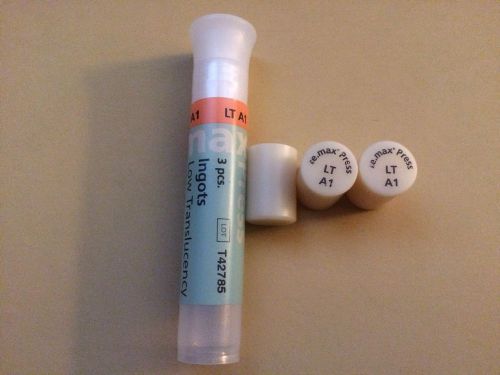 A1 LT A1
max
Press
3 pcs.
Ingots
Low Translucency
LOT T42785
e.max® Press
LT
A1
e.max® Press
LT
A1